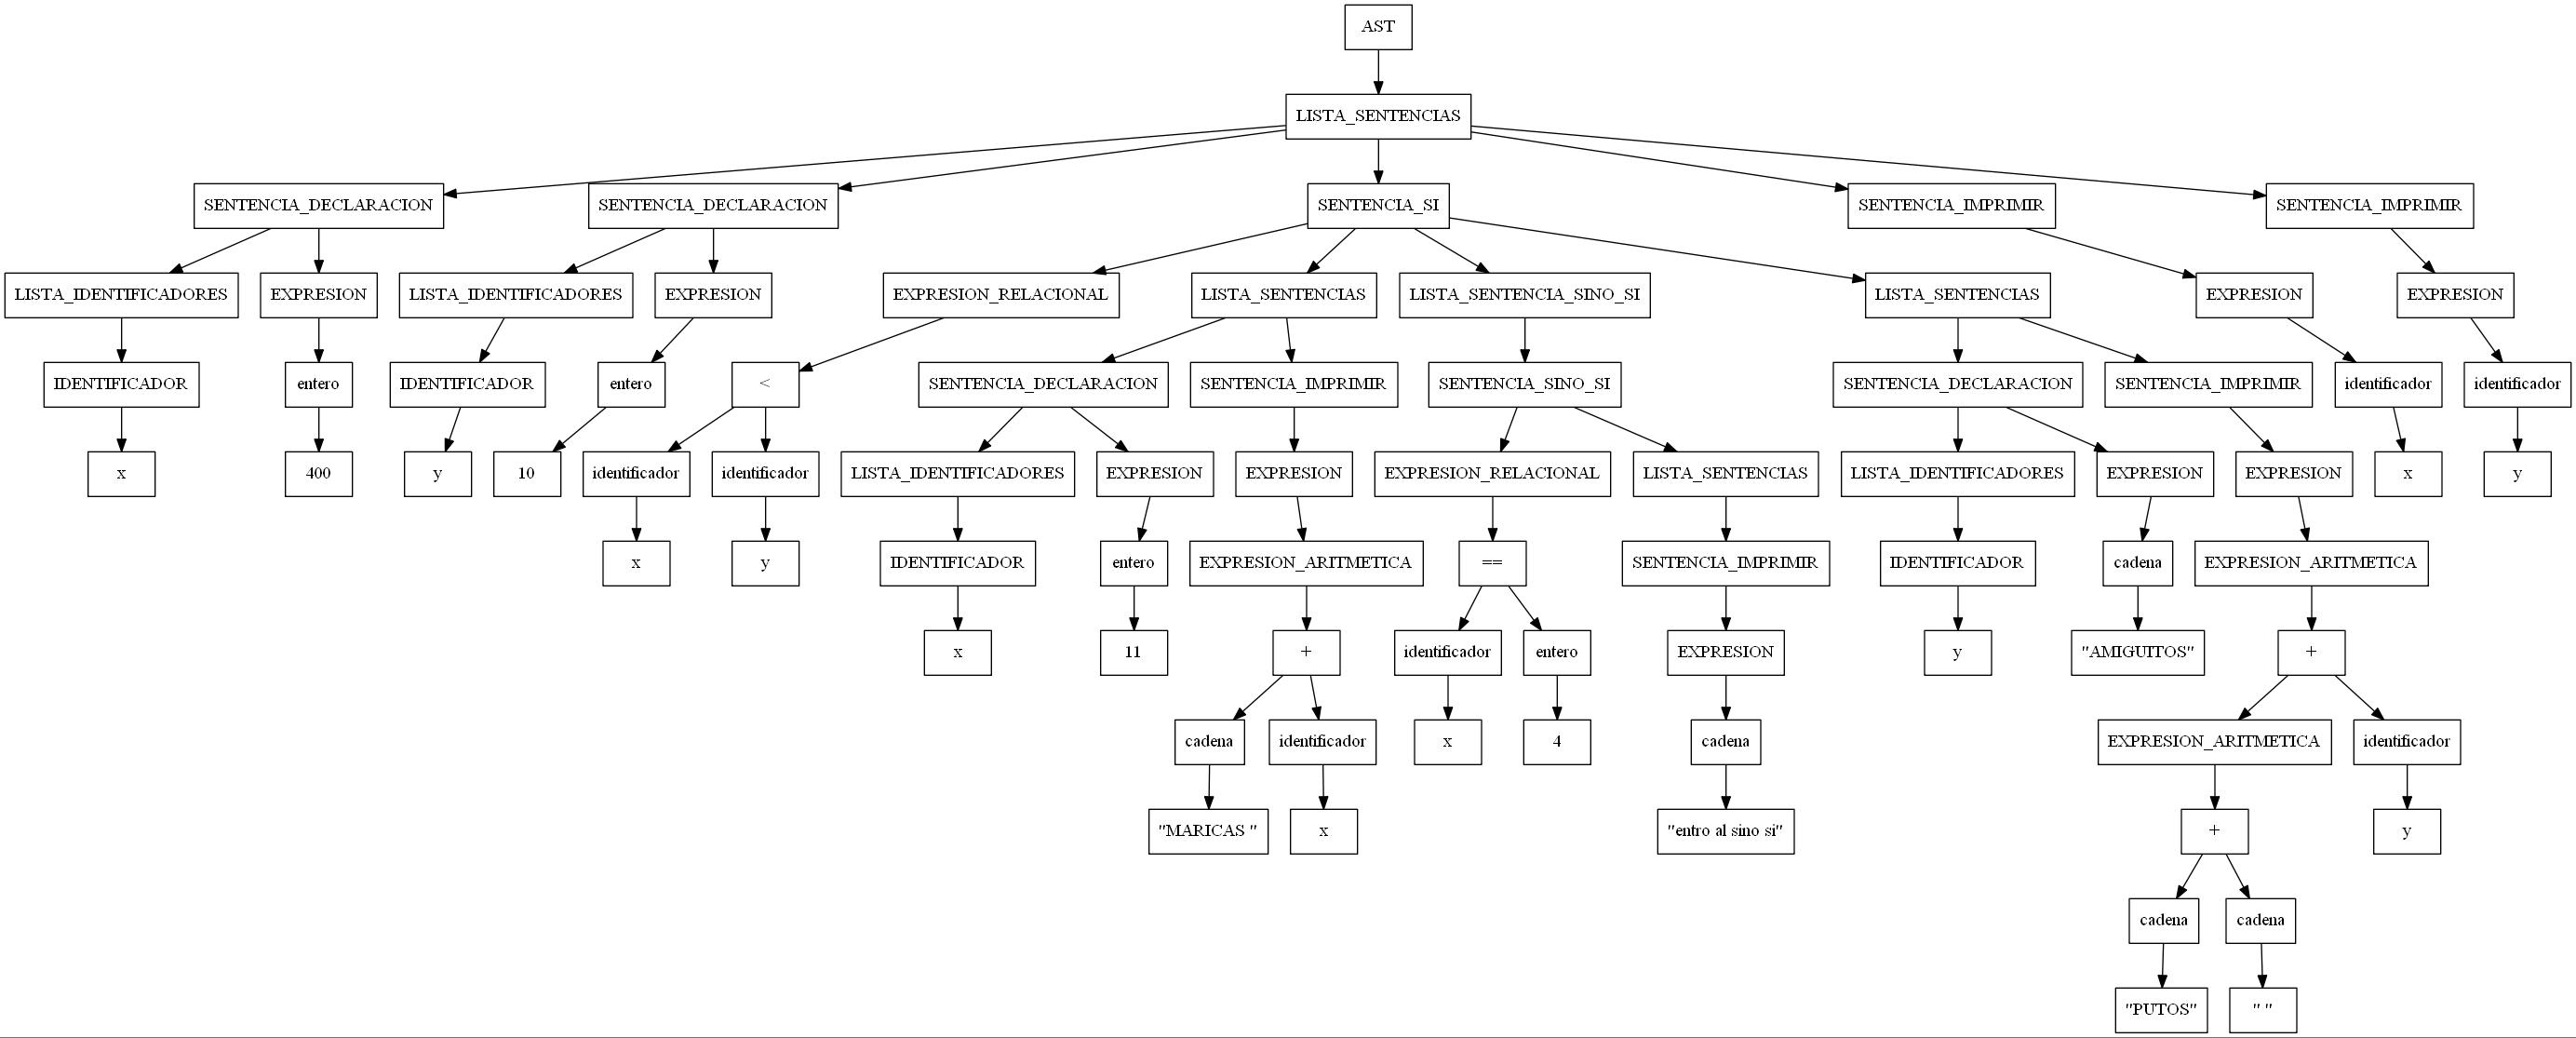 AST
LISTA_SENTENCIAS
SENTENCIA_DECLARACION SENTENCIA_DECLARACION SENTENCIA_SI SENTENCIA_IMPRIMIR SENTENCIA_IMPRIMIR
LISTA_IDENTIFICADORES EXPRESION LISTA_IDENTIFICADORES EXPRESION EXPRESION_RELACIONAL LISTA_SENTENCIAS LISTA_SENTENCIA_SINO_SI LISTA_SENTENCIAS EXPRESION EXPRESION
IDENTIFICADOR entero IDENTIFICADOR entero < SENTENCIA_DECLARACION SENTENCIA_IMPRIMIR SENTENCIA_SINO_SI SENTENCIA_DECLARACION SENTENCIA_IMPRIMIR identificador identificador
x 400 y 10 identificador identificador LISTA_IDENTIFICADORES EXPRESION EXPRESION EXPRESION_RELACIONAL LISTA_SENTENCIAS LISTA_IDENTIFICADORES EXPRESION EXPRESION x y
x y IDENTIFICADOR entero EXPRESION_ARITMETICA == SENTENCIA_IMPRIMIR IDENTIFICADOR cadena EXPRESION_ARITMETICA
x 11 + identificador entero EXPRESION y "AMIGUITOS" +
cadena identificador x 4 cadena EXPRESION_ARITMETICA identificador
"MARICAS " x "entro al sino si" + y
cadena cadena
"PUTOS" " "